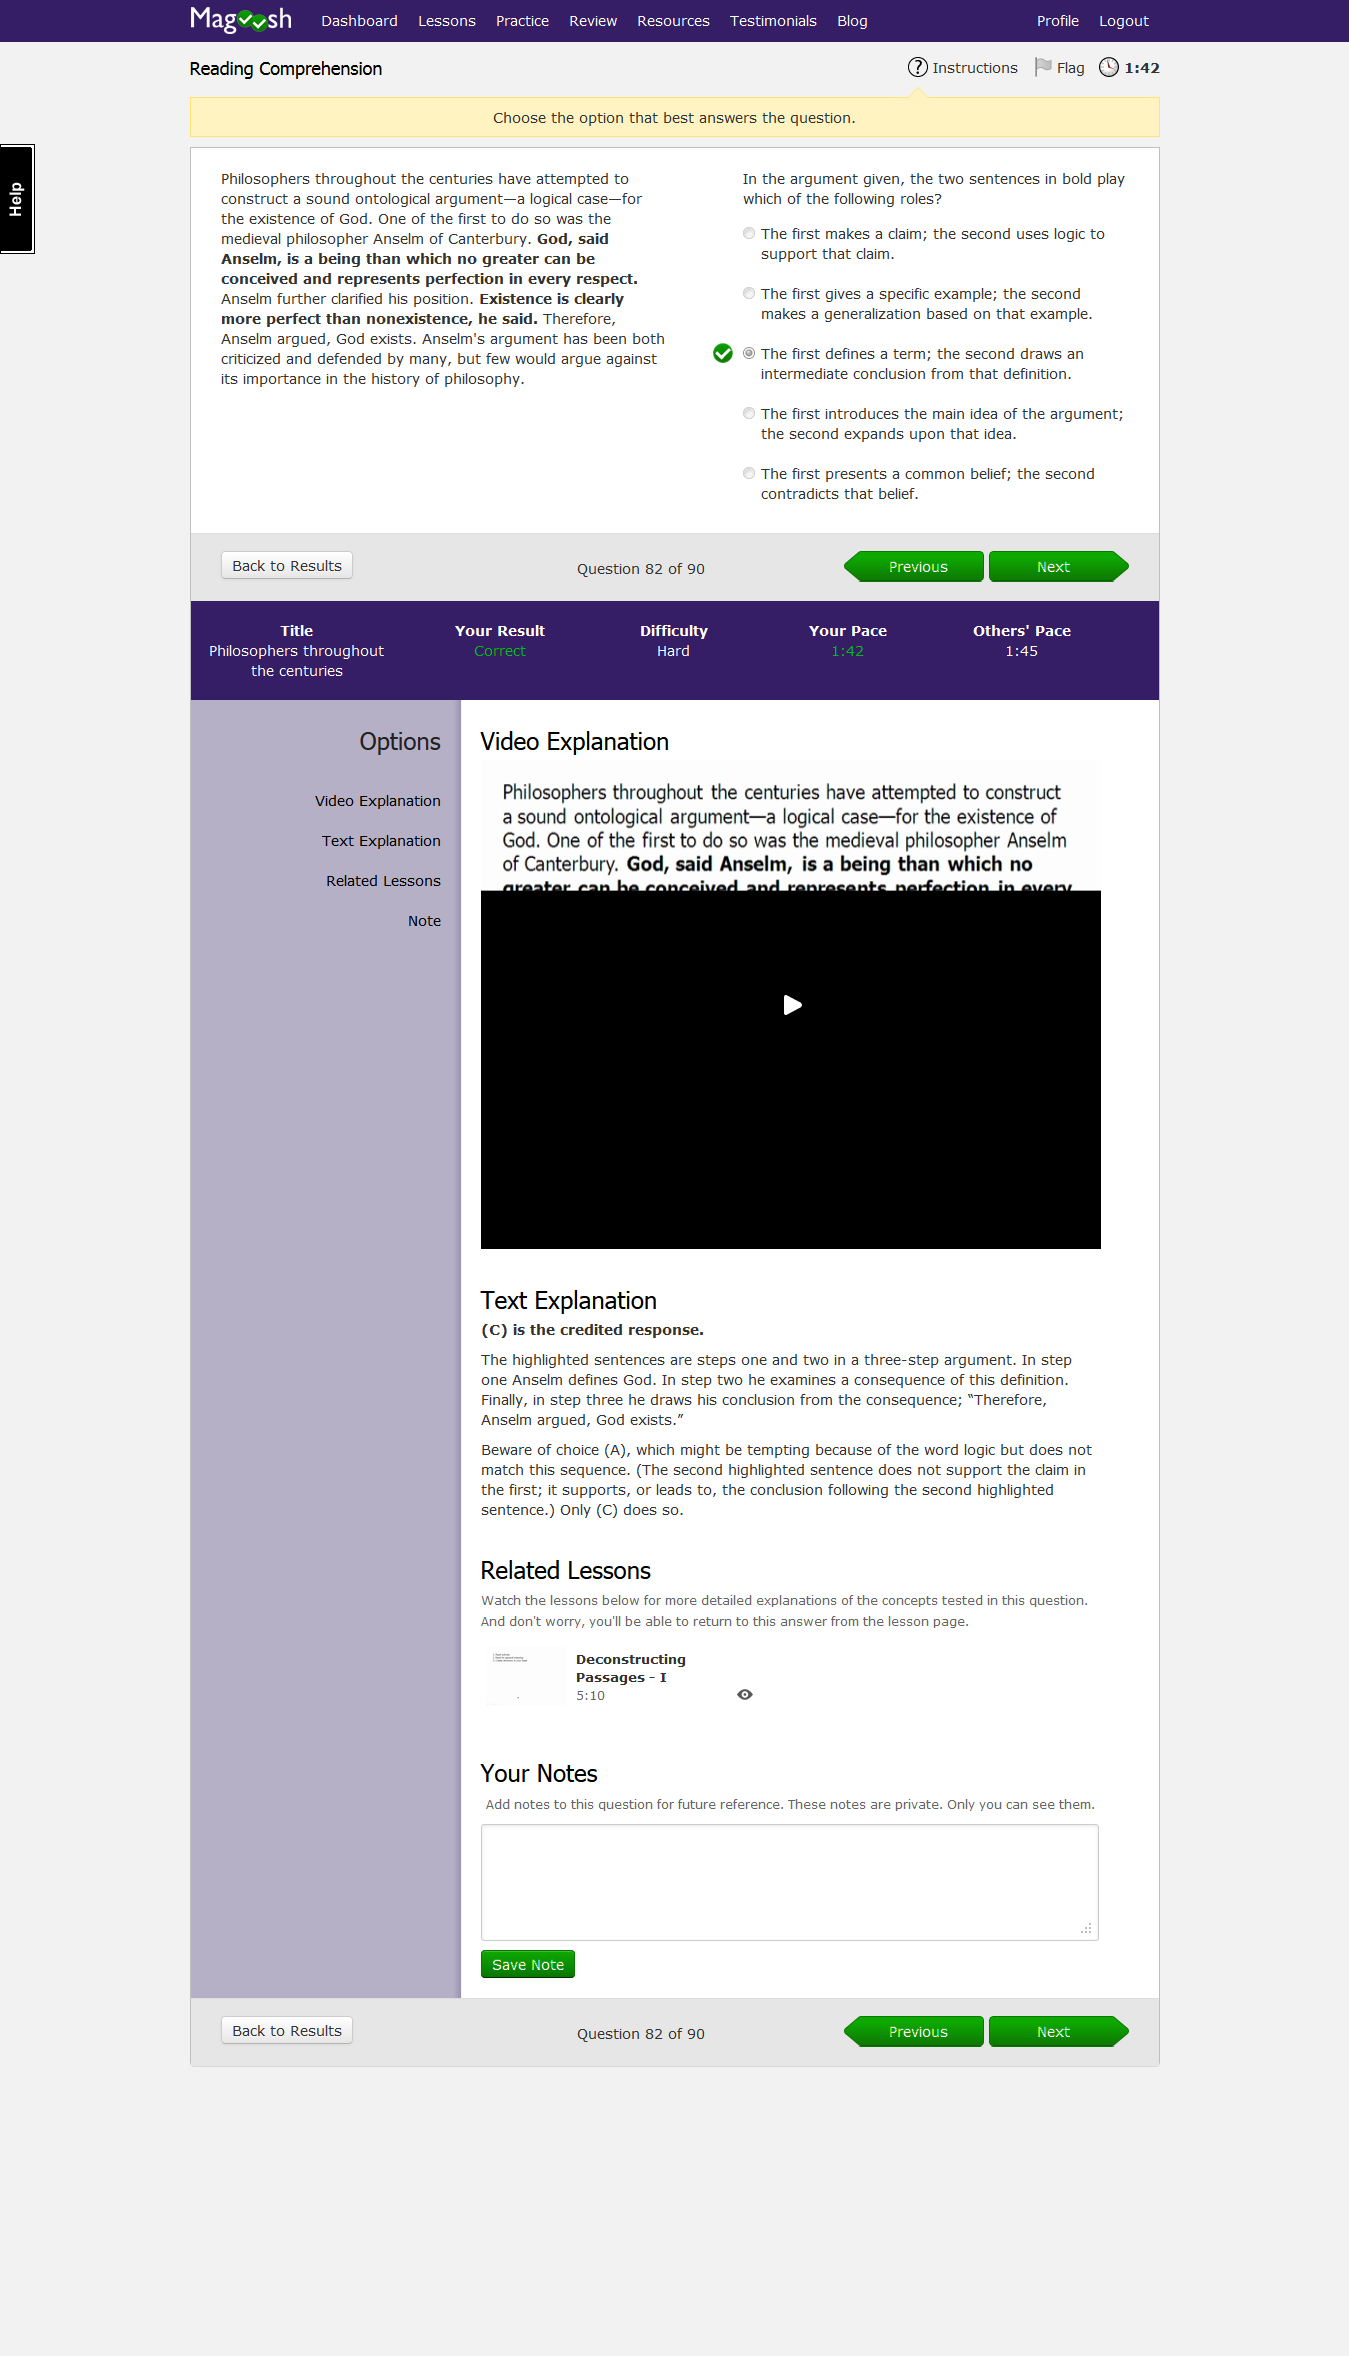 Magoosh
Dashboard
Lessons
Practice
Review
Resources
Testimonials
Blog
Profile
Logout
Reading Comprehension
? Instructions
Flag
1:42
Choose the option that best answers the question.
Help
Philosophers throughout the centuries have attempted to
construct a sound ontological argument—a logical case—for
the existence of God. One of the first to do so was the
medieval philosopher Anselm of Canterbury. God, said
Anselm, is a being than which no greater can be
conceived and represents perfection in every respect.
Anselm further clarified his position. Existence is clearly
more perfect than nonexistence, he said. Therefore,
Anselm argued, God exists. Anselm's argument has been both
criticized and defended by many, but few would argue against
its importance in the history of philosophy.
In the argument given, the two sentences in bold play
which of the following roles?
The first makes a claim; the second uses logic to
support that claim.
The first gives a specific example; the second
makes a generalization based on that example.
The first defines a term; the second draws an
intermediate conclusion from that definition.
The first introduces the main idea of the argument;
the second expands upon that idea.
The first presents a common belief; the second
contradicts that belief.
Back to Results
Question 82 of 90
Previous
Next
Title
Philosophers throughout
the centuries
Your Result
Correct
Difficulty
Hard
Your Pace
1:42
Others' Pace
1:45
Options
Video Explanation
Text Explanation
Related Lessons
Note
Video Explanation
Philosophers throughout the centuries have attempted to construct
a sound ontological argument—a logical case—for the existence of
God. One of the first to do so was the medieval philosopher Anselm
of Canterbury. God, said Anselm, is a being than which no
greater can be conceived and represents perfection in every
Text Explanation
(C) is the credited response.
The highlighted sentences are steps one and two in a three-step argument. In step
one Anselm defines God. In step two he examines a consequence of this definition.
Finally, in step three he draws his conclusion from the consequence; “Therefore,
Anselm argued, God exists.”
Beware of choice (A), which might be tempting because of the word logic but does not
match this sequence. (The second highlighted sentence does not support the claim in
the first; it supports, or leads to, the conclusion following the second highlighted
sentence.) Only (C) does so.
Related Lessons
Watch the lessons below for more detailed explanations of the concepts tested in this question.
And don't worry, you'll be able to return to this answer from the lesson page.
Deconstructing
Passages - I
5:10
Your Notes
Add notes to this question for future reference. These notes are private. Only you can see them.
Save Note
Back to Results
Question 82 of 90
Previous
Next